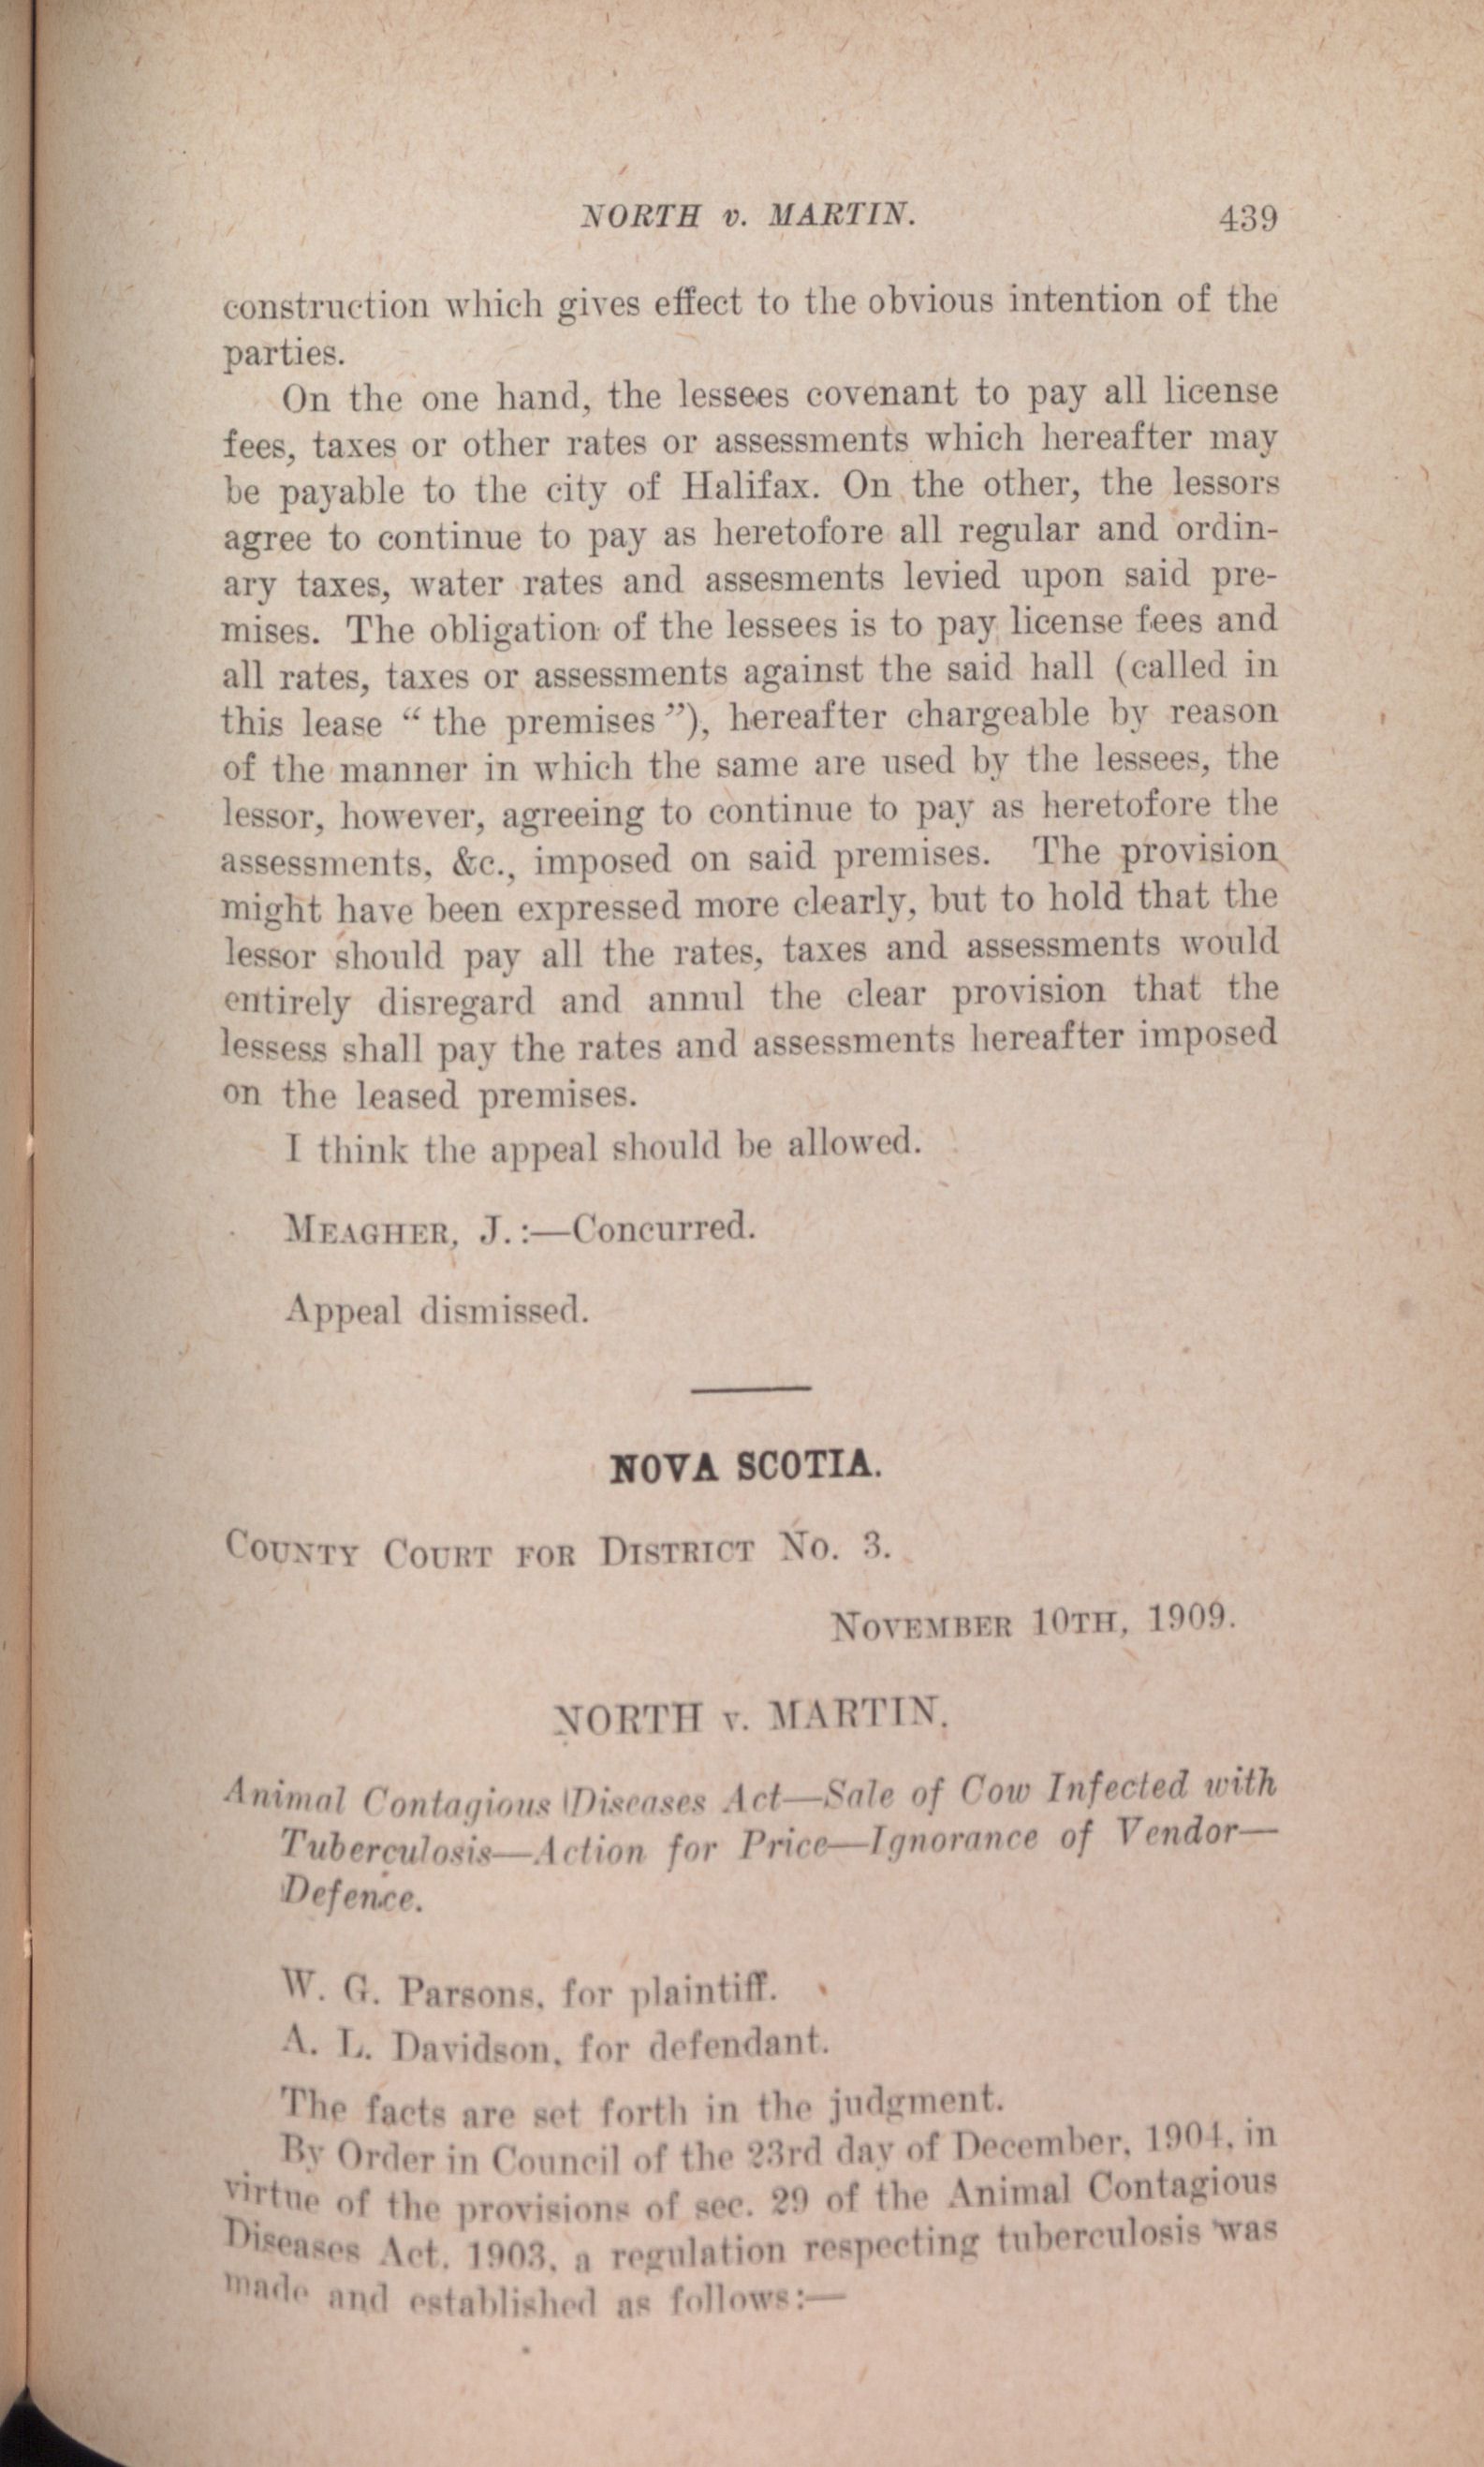 NORTH v. MARTIN. 439
construction which gives effect to the obvious intention of the
parties.
On the one hand, the lessees covenant to pay all license
fees, taxes or other rates or assessments which hereafter may
be payable to the city of Halifax. On the other, the lessors
agree to continue to pay as heretofore all regular and ordin-
ary taxes, water rates and assesments levied upon said pre-
mises. The obligation of the lessees is to pay license fees and
all rates, taxes or assessments against the said hall (called in
this lease “ the premises ”), hereafter chargeable by reason
of the manner in which the same are used by the lessees, the
lessor, however, agreeing to continue to pay as heretofore the
assessments, &c., imposed on said premises. The provision
might have been expressed more clearly, but to hold that the
lessor should pay all the rates, taxes and assessments would
entirely disregard and annul the clear provision that the
lessess shall pay the rates and assessments hereafter imposed
on the leased premises.
I think the appeal should be allowed.
MEAGHER, J.:—Concurred.
Appeal dismissed.
NOVA SCOTIA.
COUNTY COURT FOR DISTRICT NO. 3.
NOVEMBER 10TH, 1909.
NORTH v. MARTIN.
Animal Contagious Diseases Act—Sale of Cow Infected with
Tuberculosis—Action for Price—Ignorance of Vendor—
Defence.
W. G. Parsons, for plaintiff.
A. L. Davidson, for defendant.
The facts are set forth in the judgment.
By Order in Council of the 23rd day of December, 1904, in
virtue of the provisions of sec. 29 of the Animal Contagious
Diseases Act, 1903, a regulation respecting tuberculosis was
made and established as follows:—